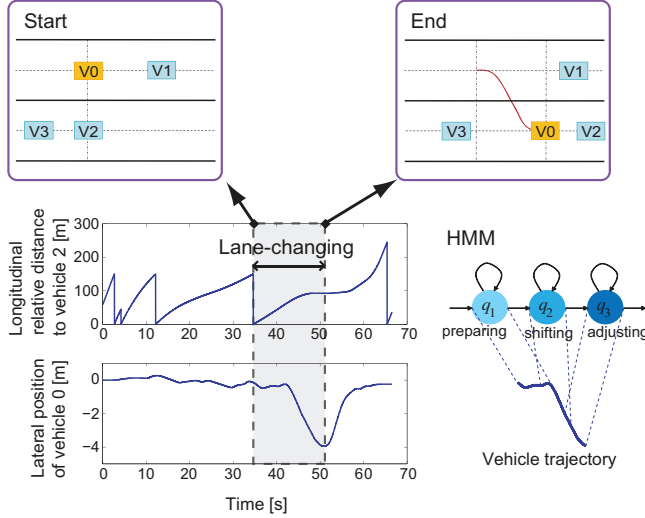 Start
V0 V1
V3 V2
End
V1
V3 V0 V2
Longitudinal
relative distance
to vehicle 2 [m]
300
200
100
0
0 10 20 30 40 50 60 70
Lane-changing
Lateral position
of vehicle 0 [m]
0
−2
−4
0 10 20 30 40 50 60 70
Time [s]
HMM
q1 q2 q3
preparing shifting adjusting
Vehicle trajectory